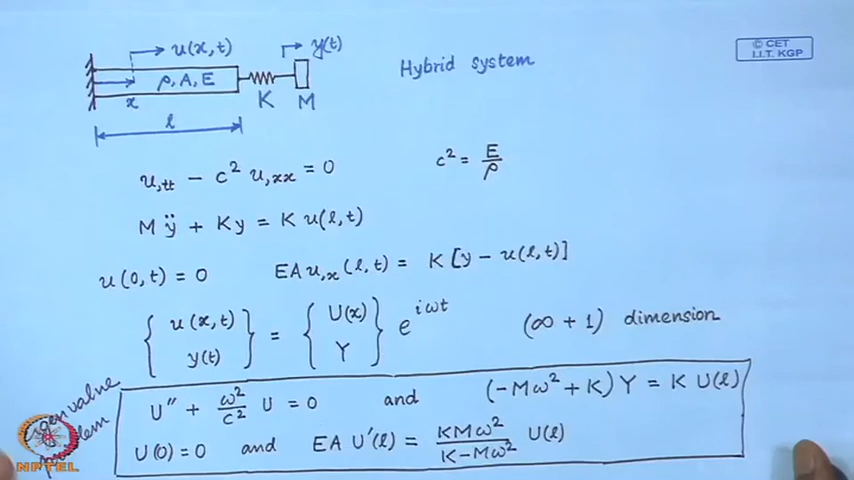 u(x,t)
y(t)
Hybrid system
© CET
I.I.T. KGP
ρ, A, E
x
K
M
l
u,tt − c² u,xx = 0
c² = E/ρ
Mÿ + Ky = K u(l,t)
u(0,t) = 0    EA u,x(l,t) = K[y − u(l,t)]
{ u(x,t) y(t) } = { U(x) Y } e^{iωt}    (∞ + 1) dimension
eigenvalue
problem
U'' + ω²/c² U = 0    and    (−Mω² + K) Y = K U(l)
U(0) = 0    and    EA U'(l) = KMω²/(K − Mω²) U(l)
NPTEL